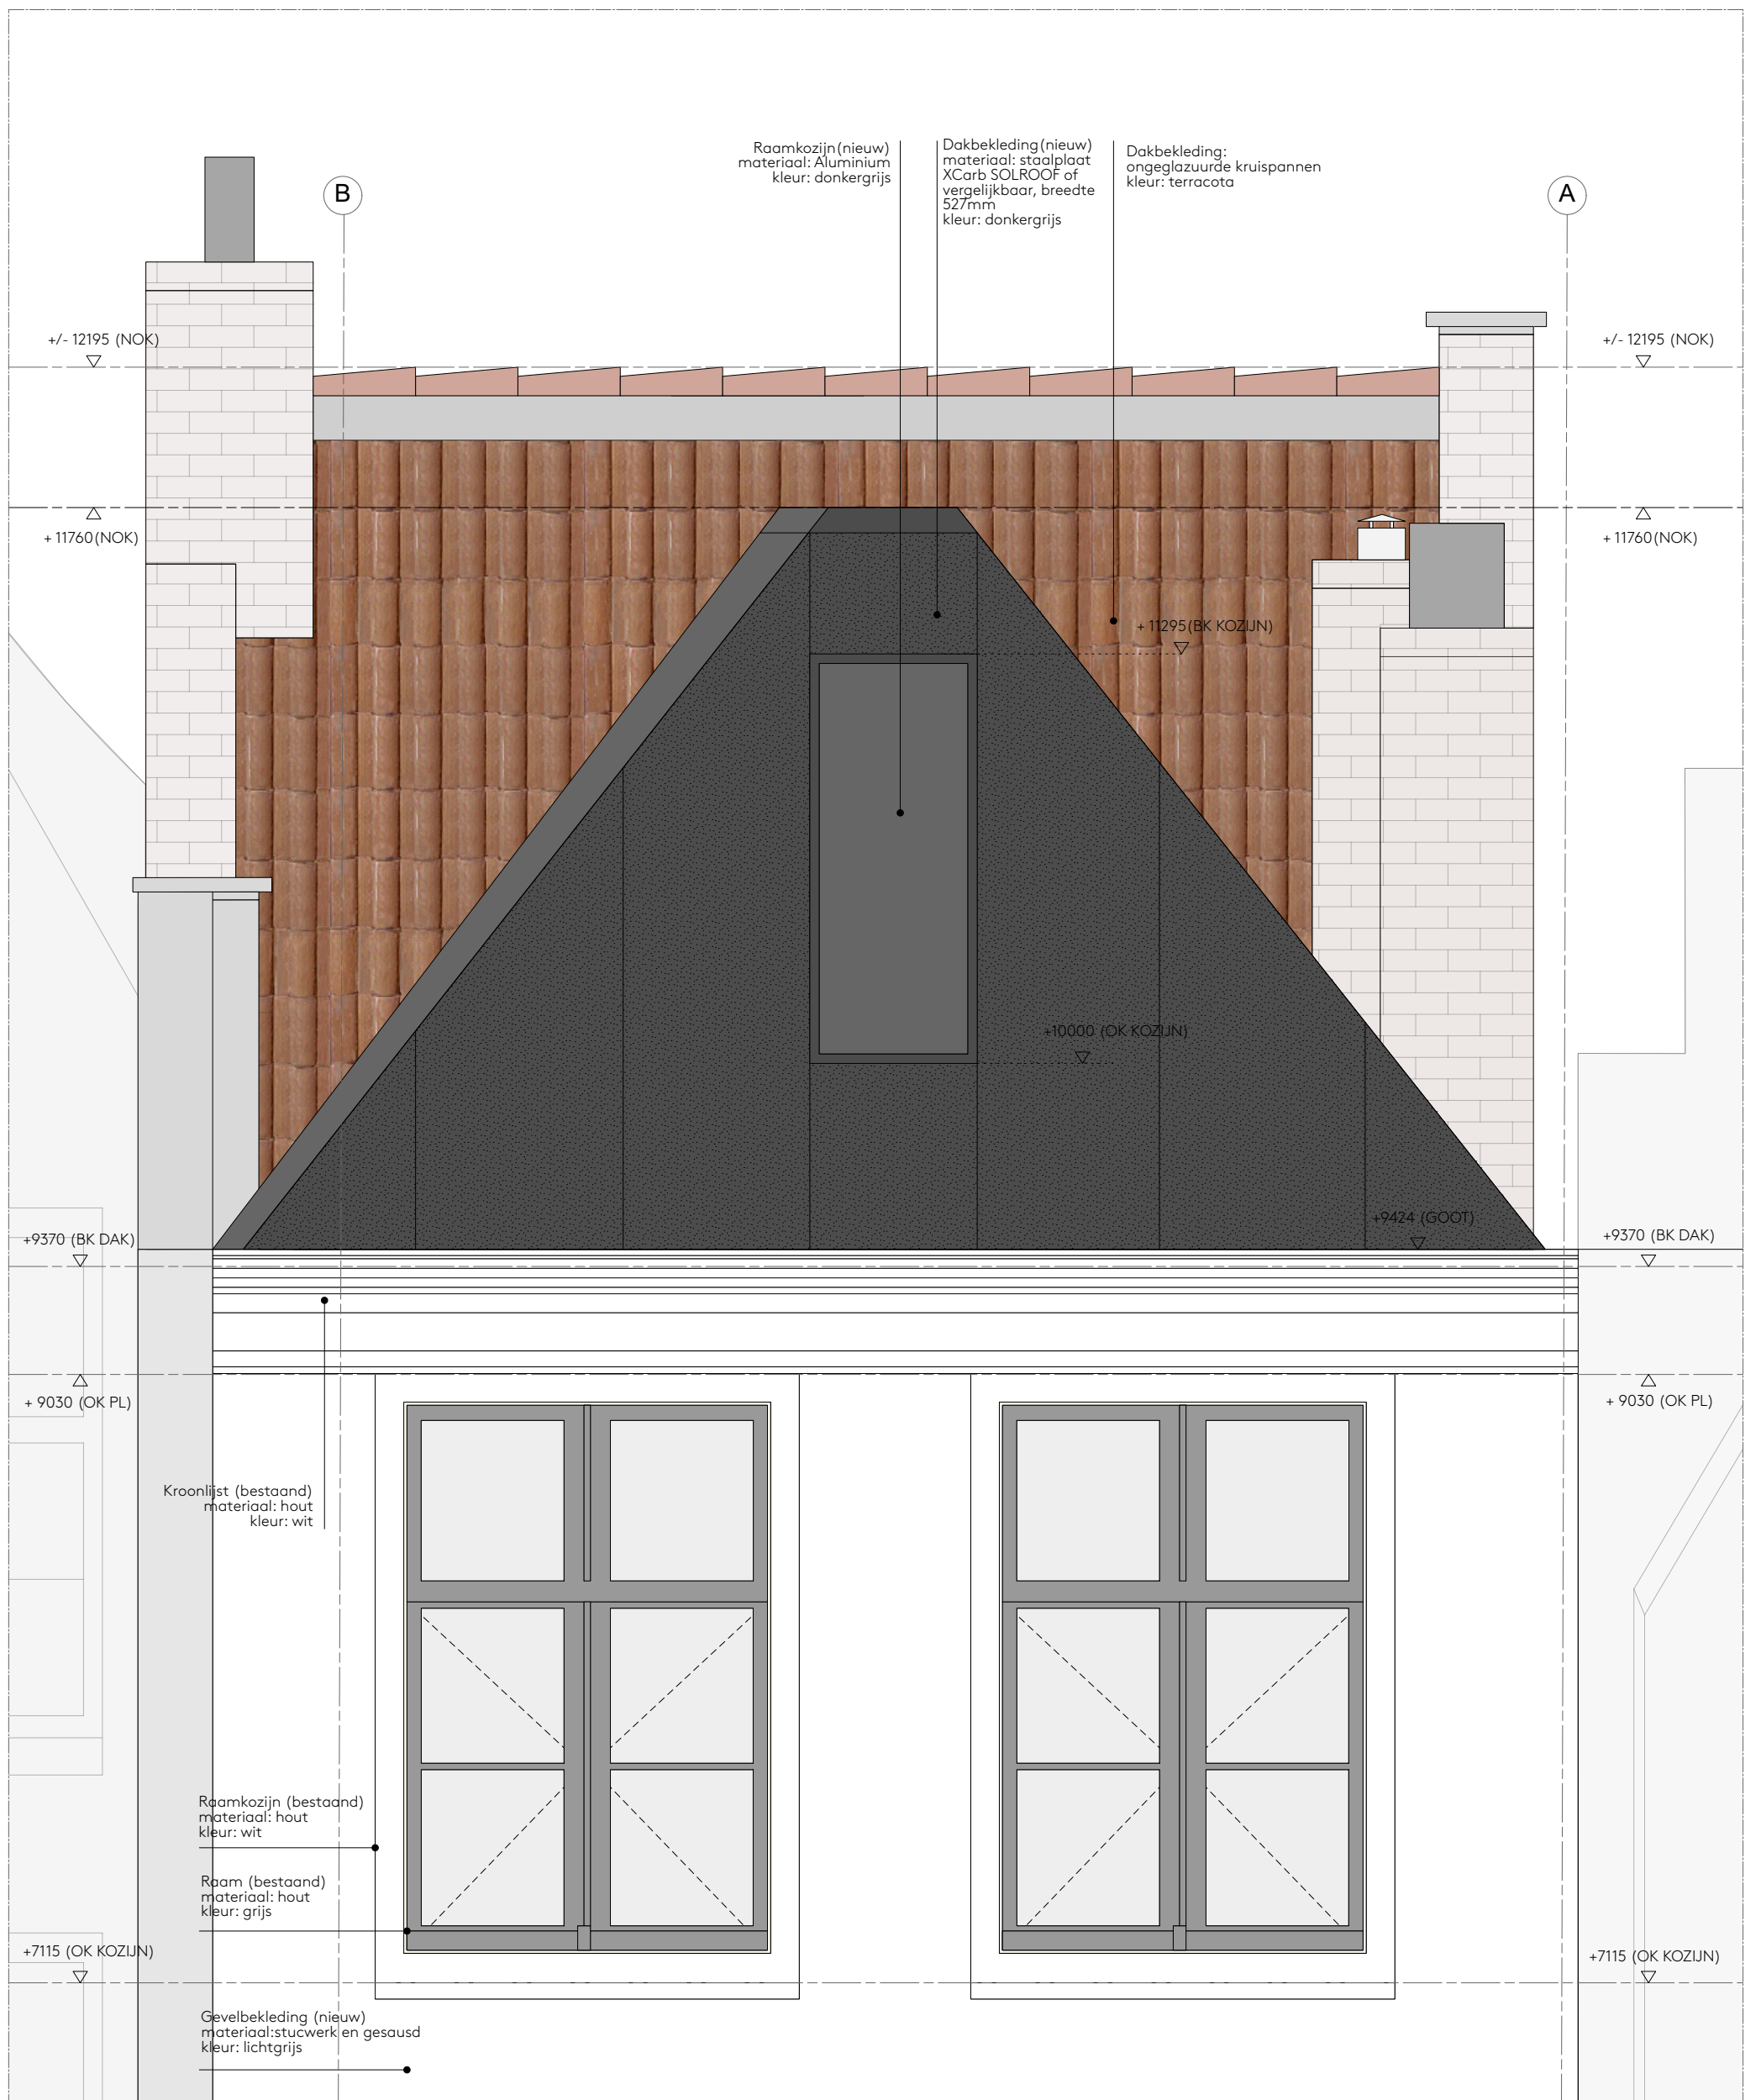 Raamkozijn(nieuw)
materiaal: Aluminium
kleur: donkergrijs
Dakbekleding(nieuw)
materiaal: staalplaat
XCarb SOLROOF of
vergelijkbaar, breedte
527mm
kleur: donkergrijs
Dakbekleding:
ongeglazuurde kruispannen
kleur: terracota
B
A
+/- 12195 (NOK)
+/- 12195 (NOK)
+ 11760(NOK)
+ 11760(NOK)
+ 11295(BK KOZIJN)
+10000 (OK KOZIJN)
+9424 (GOOT)
+9370 (BK DAK)
+9370 (BK DAK)
+ 9030 (OK PL)
+ 9030 (OK PL)
Kroonlijst (bestaand)
materiaal: hout
kleur: wit
Raamkozijn (bestaand)
materiaal: hout
kleur: wit
Raam (bestaand)
materiaal: hout
kleur: grijs
+7115 (OK KOZIJN)
+7115 (OK KOZIJN)
Gevelbekleding (nieuw)
materiaal:stucwerk en gesausd
kleur: lichtgrijs